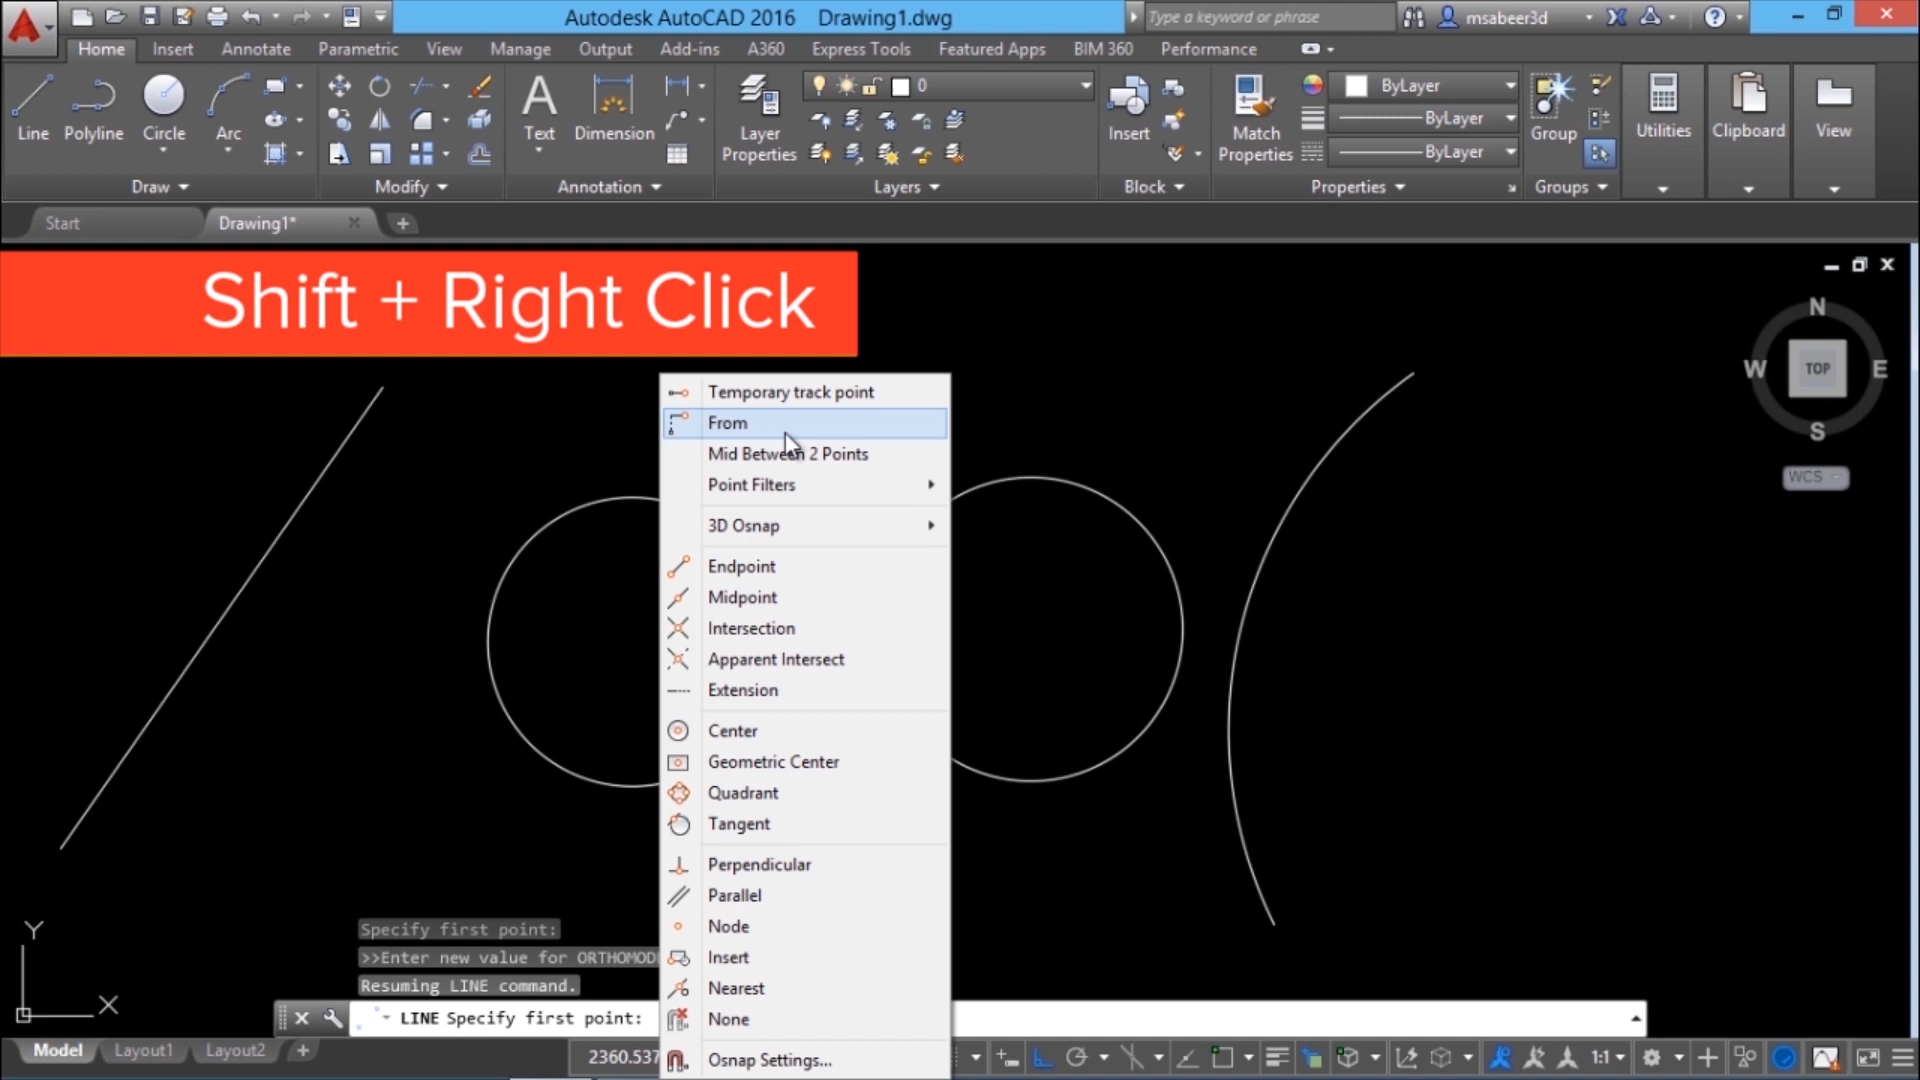 Autodesk AutoCAD 2016 Drawing1.dwg
Type a keyword or phrase
msabeer3d
Home Insert Annotate Parametric View Manage Output Add-ins A360 Express Tools Featured Apps BIM 360 Performance
Line Polyline Circle Arc
Text Dimension
Layer Properties
0
Insert
Match Properties
ByLayer
ByLayer
ByLayer
Group
Utilities
Clipboard
View
Draw Modify Annotation Layers Block Properties Groups
Start Drawing1*
Shift + Right Click
N
W TOP E
S
WCS
Temporary track point
From
Mid Between 2 Points
Point Filters
3D Osnap
Endpoint
Midpoint
Intersection
Apparent Intersect
Extension
Center
Geometric Center
Quadrant
Tangent
Perpendicular
Parallel
Node
Insert
Nearest
None
Osnap Settings...
Y
X
Specify first point:
>>Enter new value for ORTHOMOD
Resuming LINE command.
LINE Specify first point:
Model Layout1 Layout2
2360.537
1:1